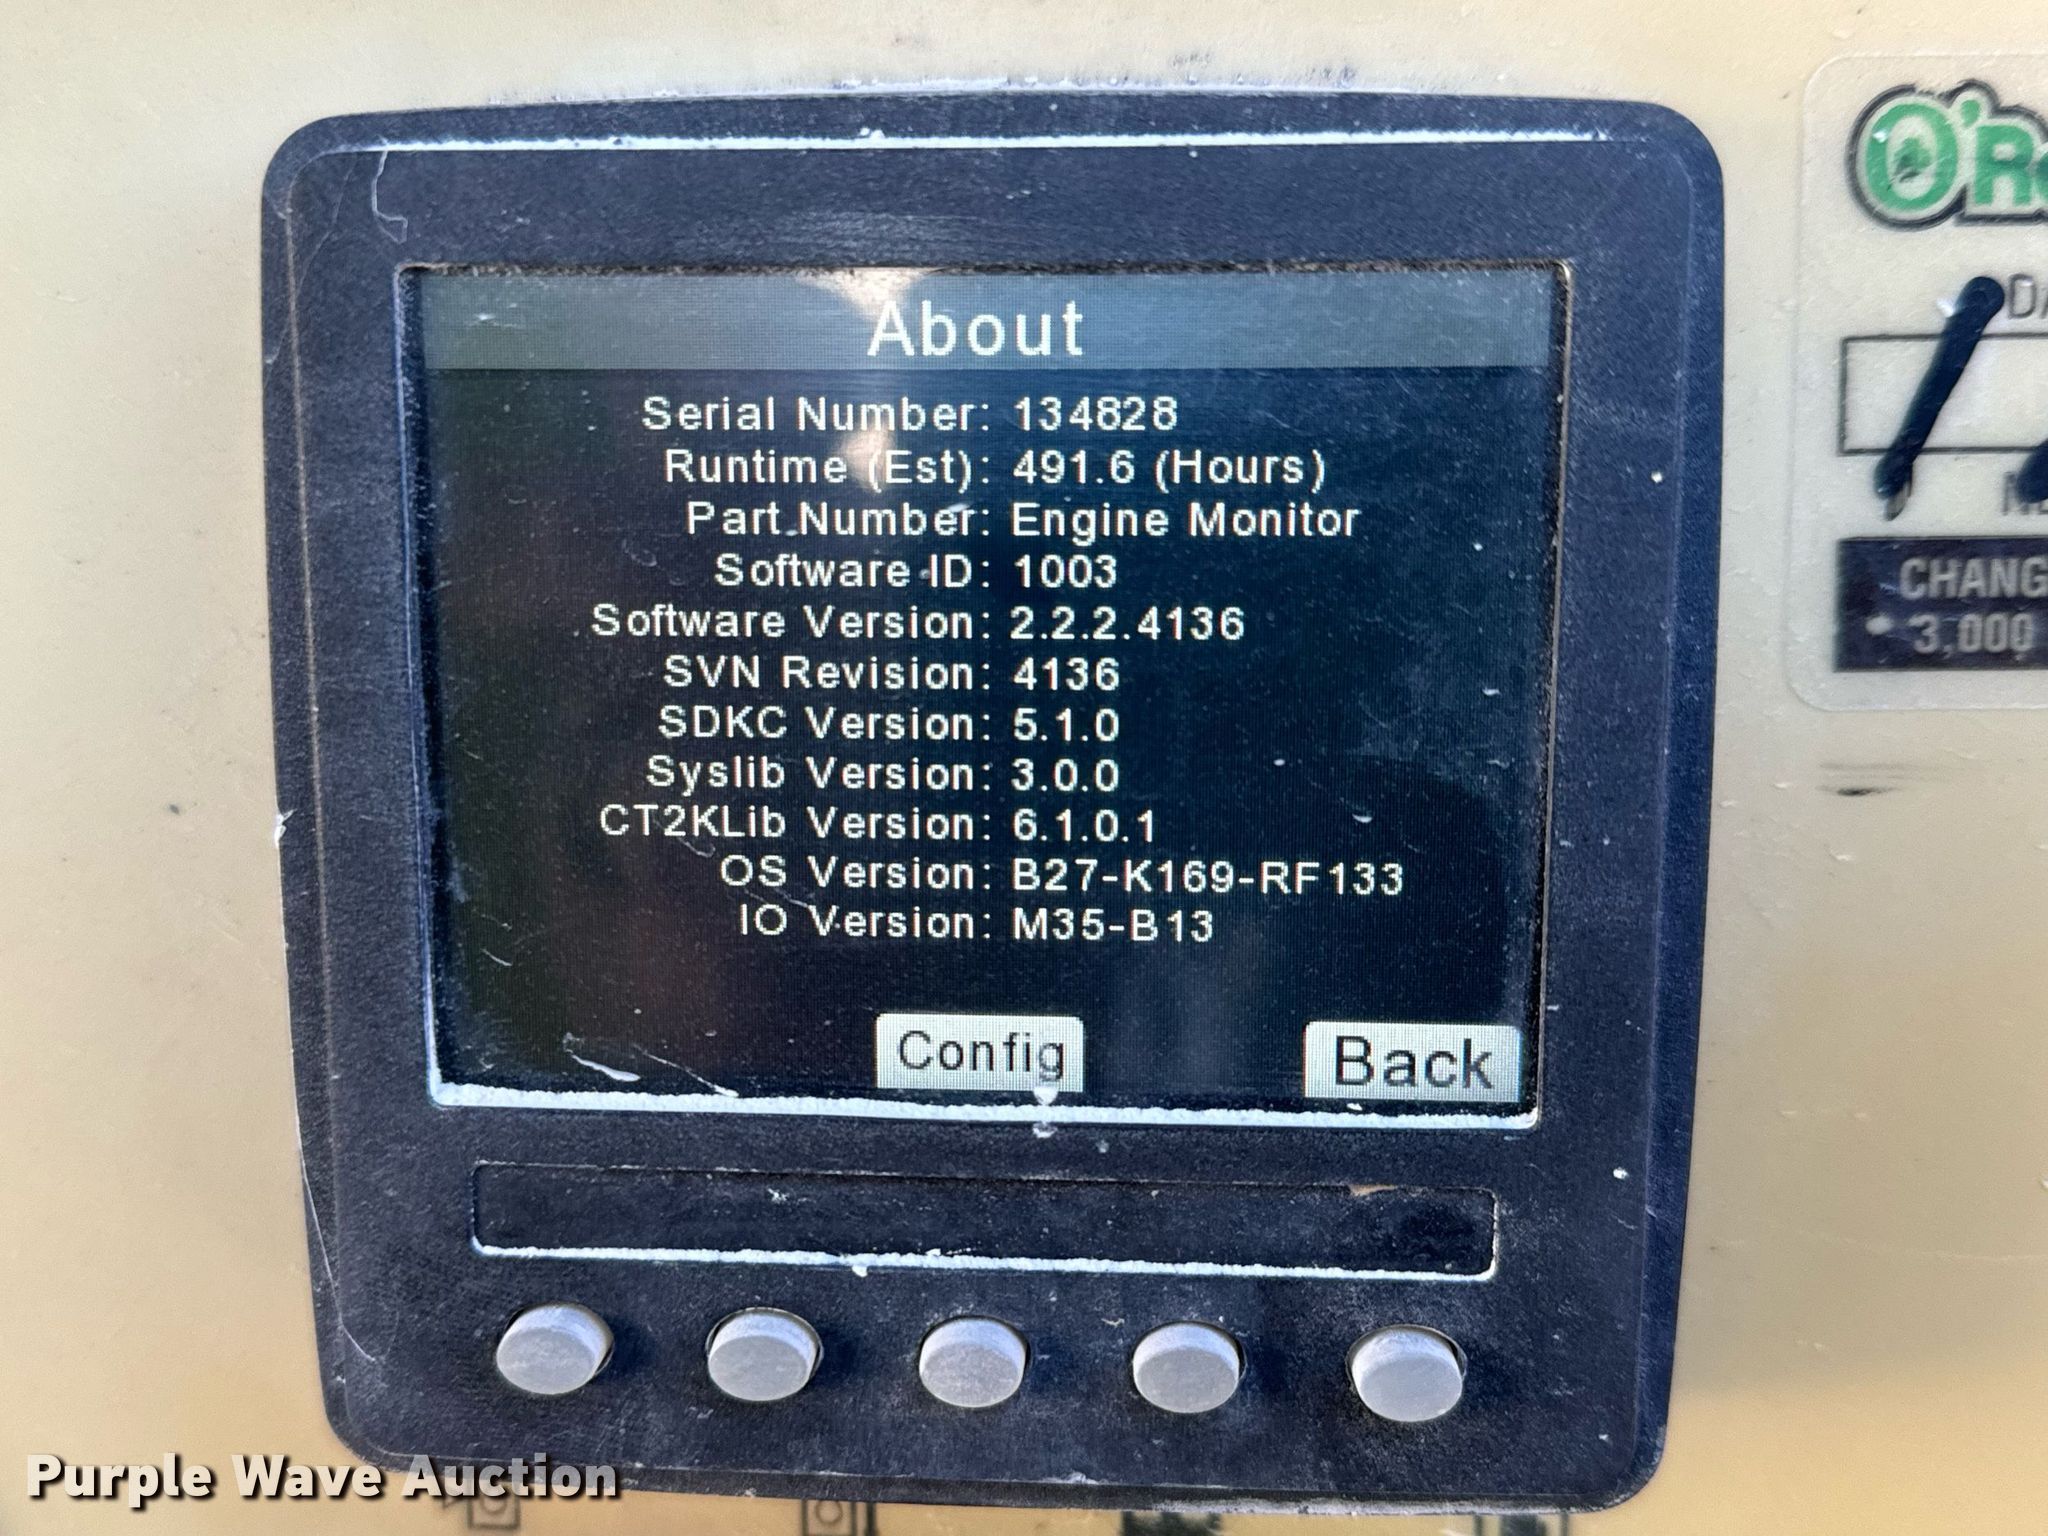 About
Serial Number: 134828
Runtime (Est): 491.6 (Hours)
Part Number: Engine Monitor
Software ID: 1003
Software Version: 2.2.2.4136
SVN Revision: 4136
SDKC Version: 5.1.0
Syslib Version: 3.0.0
CT2KLib Version: 6.1.0.1
OS Version: B27-K169-RF133
IO Version: M35-B13
Config
Back
O'Re
DA
CHANG
• 3,000
Purple Wave Auction